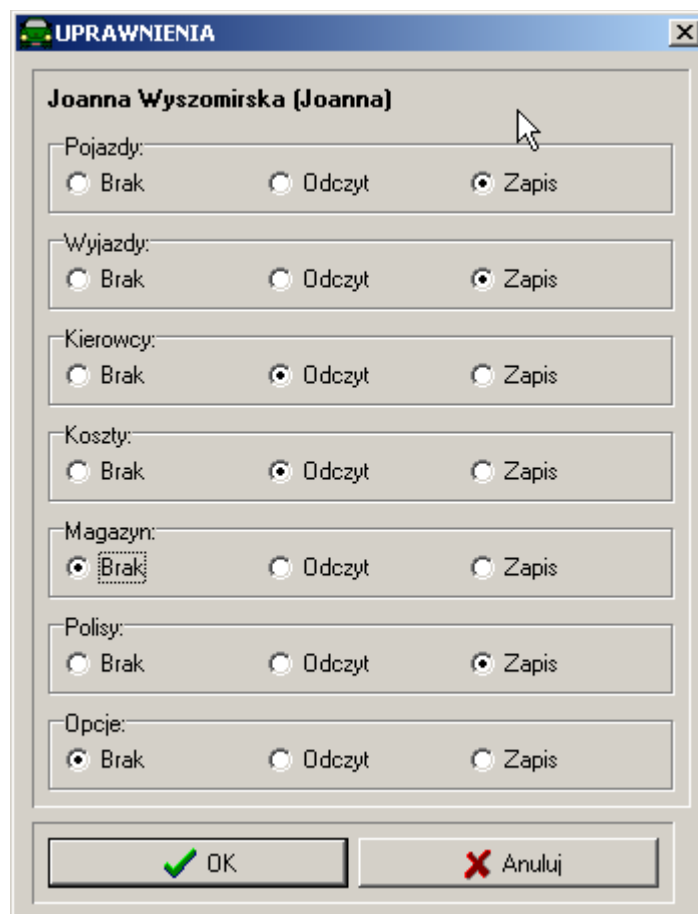 UPRAWNIENIA
Joanna Wyszomirska (Joanna)
Pojazdy:
Brak Odczyt Zapis
Wyjazdy:
Brak Odczyt Zapis
Kierowcy:
Brak Odczyt Zapis
Koszty:
Brak Odczyt Zapis
Magazyn:
Brak Odczyt Zapis
Polisy:
Brak Odczyt Zapis
Opcje:
Brak Odczyt Zapis
OK Anuluj